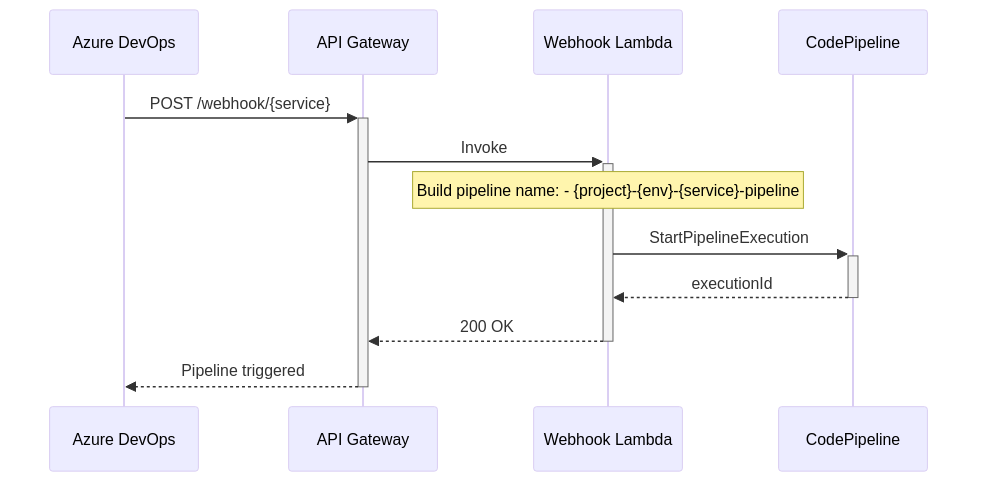 Azure DevOps
API Gateway
Webhook Lambda
CodePipeline
POST /webhook/{service}
Invoke
Build pipeline name: - {project}-{env}-{service}-pipeline
StartPipelineExecution
executionId
200 OK
Pipeline triggered
Azure DevOps
API Gateway
Webhook Lambda
CodePipeline